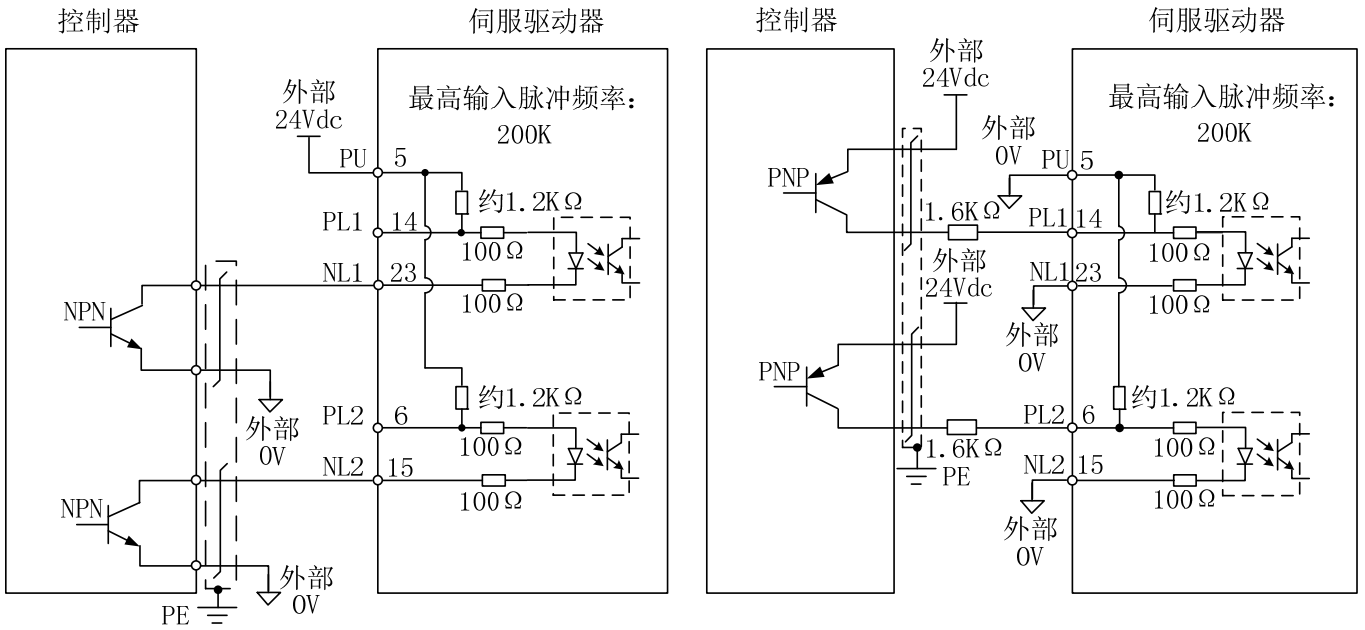 控制器
伺服驱动器
外部
24Vdc
最高输入脉冲频率：
200K
PU 5
约1.2KΩ
PL1 14
100Ω
NL1 23
100Ω
NPN
外部
0V
约1.2KΩ
PL2 6
100Ω
NL2 15
100Ω
NPN
外部
0V
PE
控制器
伺服驱动器
外部
24Vdc
最高输入脉冲频率：
200K
外部
0V
PU 5
PNP
约1.2KΩ
1.6KΩ
PL1 14
100Ω
外部
24Vdc
NL1 23
100Ω
外部
0V
PNP
约1.2KΩ
PL2 6
1.6KΩ
100Ω
PE
NL2 15
100Ω
外部
0V